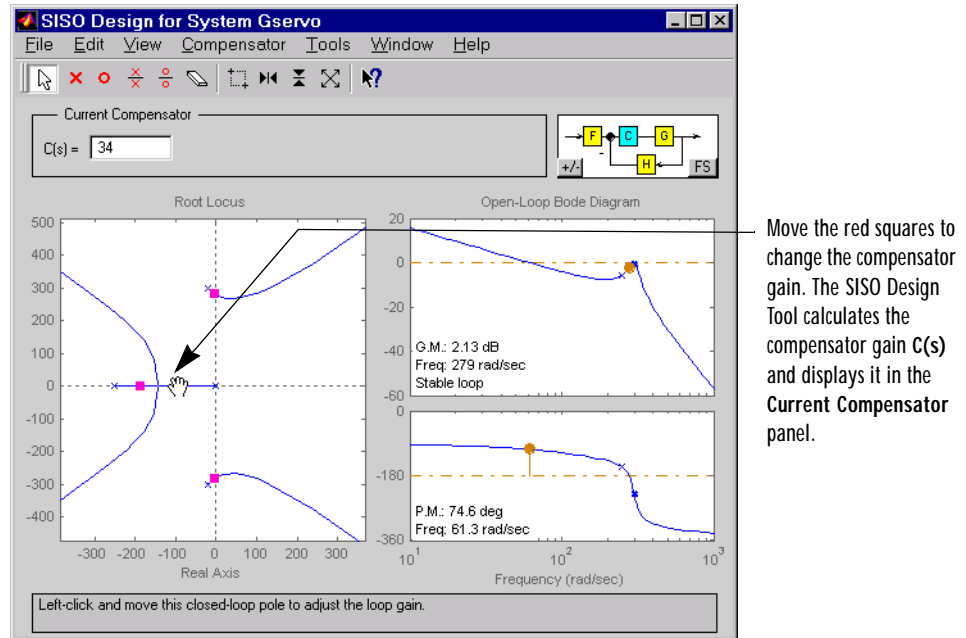 SISO Design for System Gservo
File Edit View Compensator Tools Window Help
Current Compensator
C(s) = 34
F C G
H
+/- FS
-
Root Locus
500
400
300
200
100
0
-100
-200
-300
-400
-300 -200 -100 0 100 200 300
Real Axis
Open-Loop Bode Diagram
20
0
-20
-40
-60
G.M.: 2.13 dB
Freq: 279 rad/sec
Stable loop
0
-180
-360
P.M.: 74.6 deg
Freq: 61.3 rad/sec
10^1 10^2 10^3
Frequency (rad/sec)
Left-click and move this closed-loop pole to adjust the loop gain.
Move the red squares to
change the compensator
gain. The SISO Design
Tool calculates the
compensator gain C(s)
and displays it in the
Current Compensator
panel.